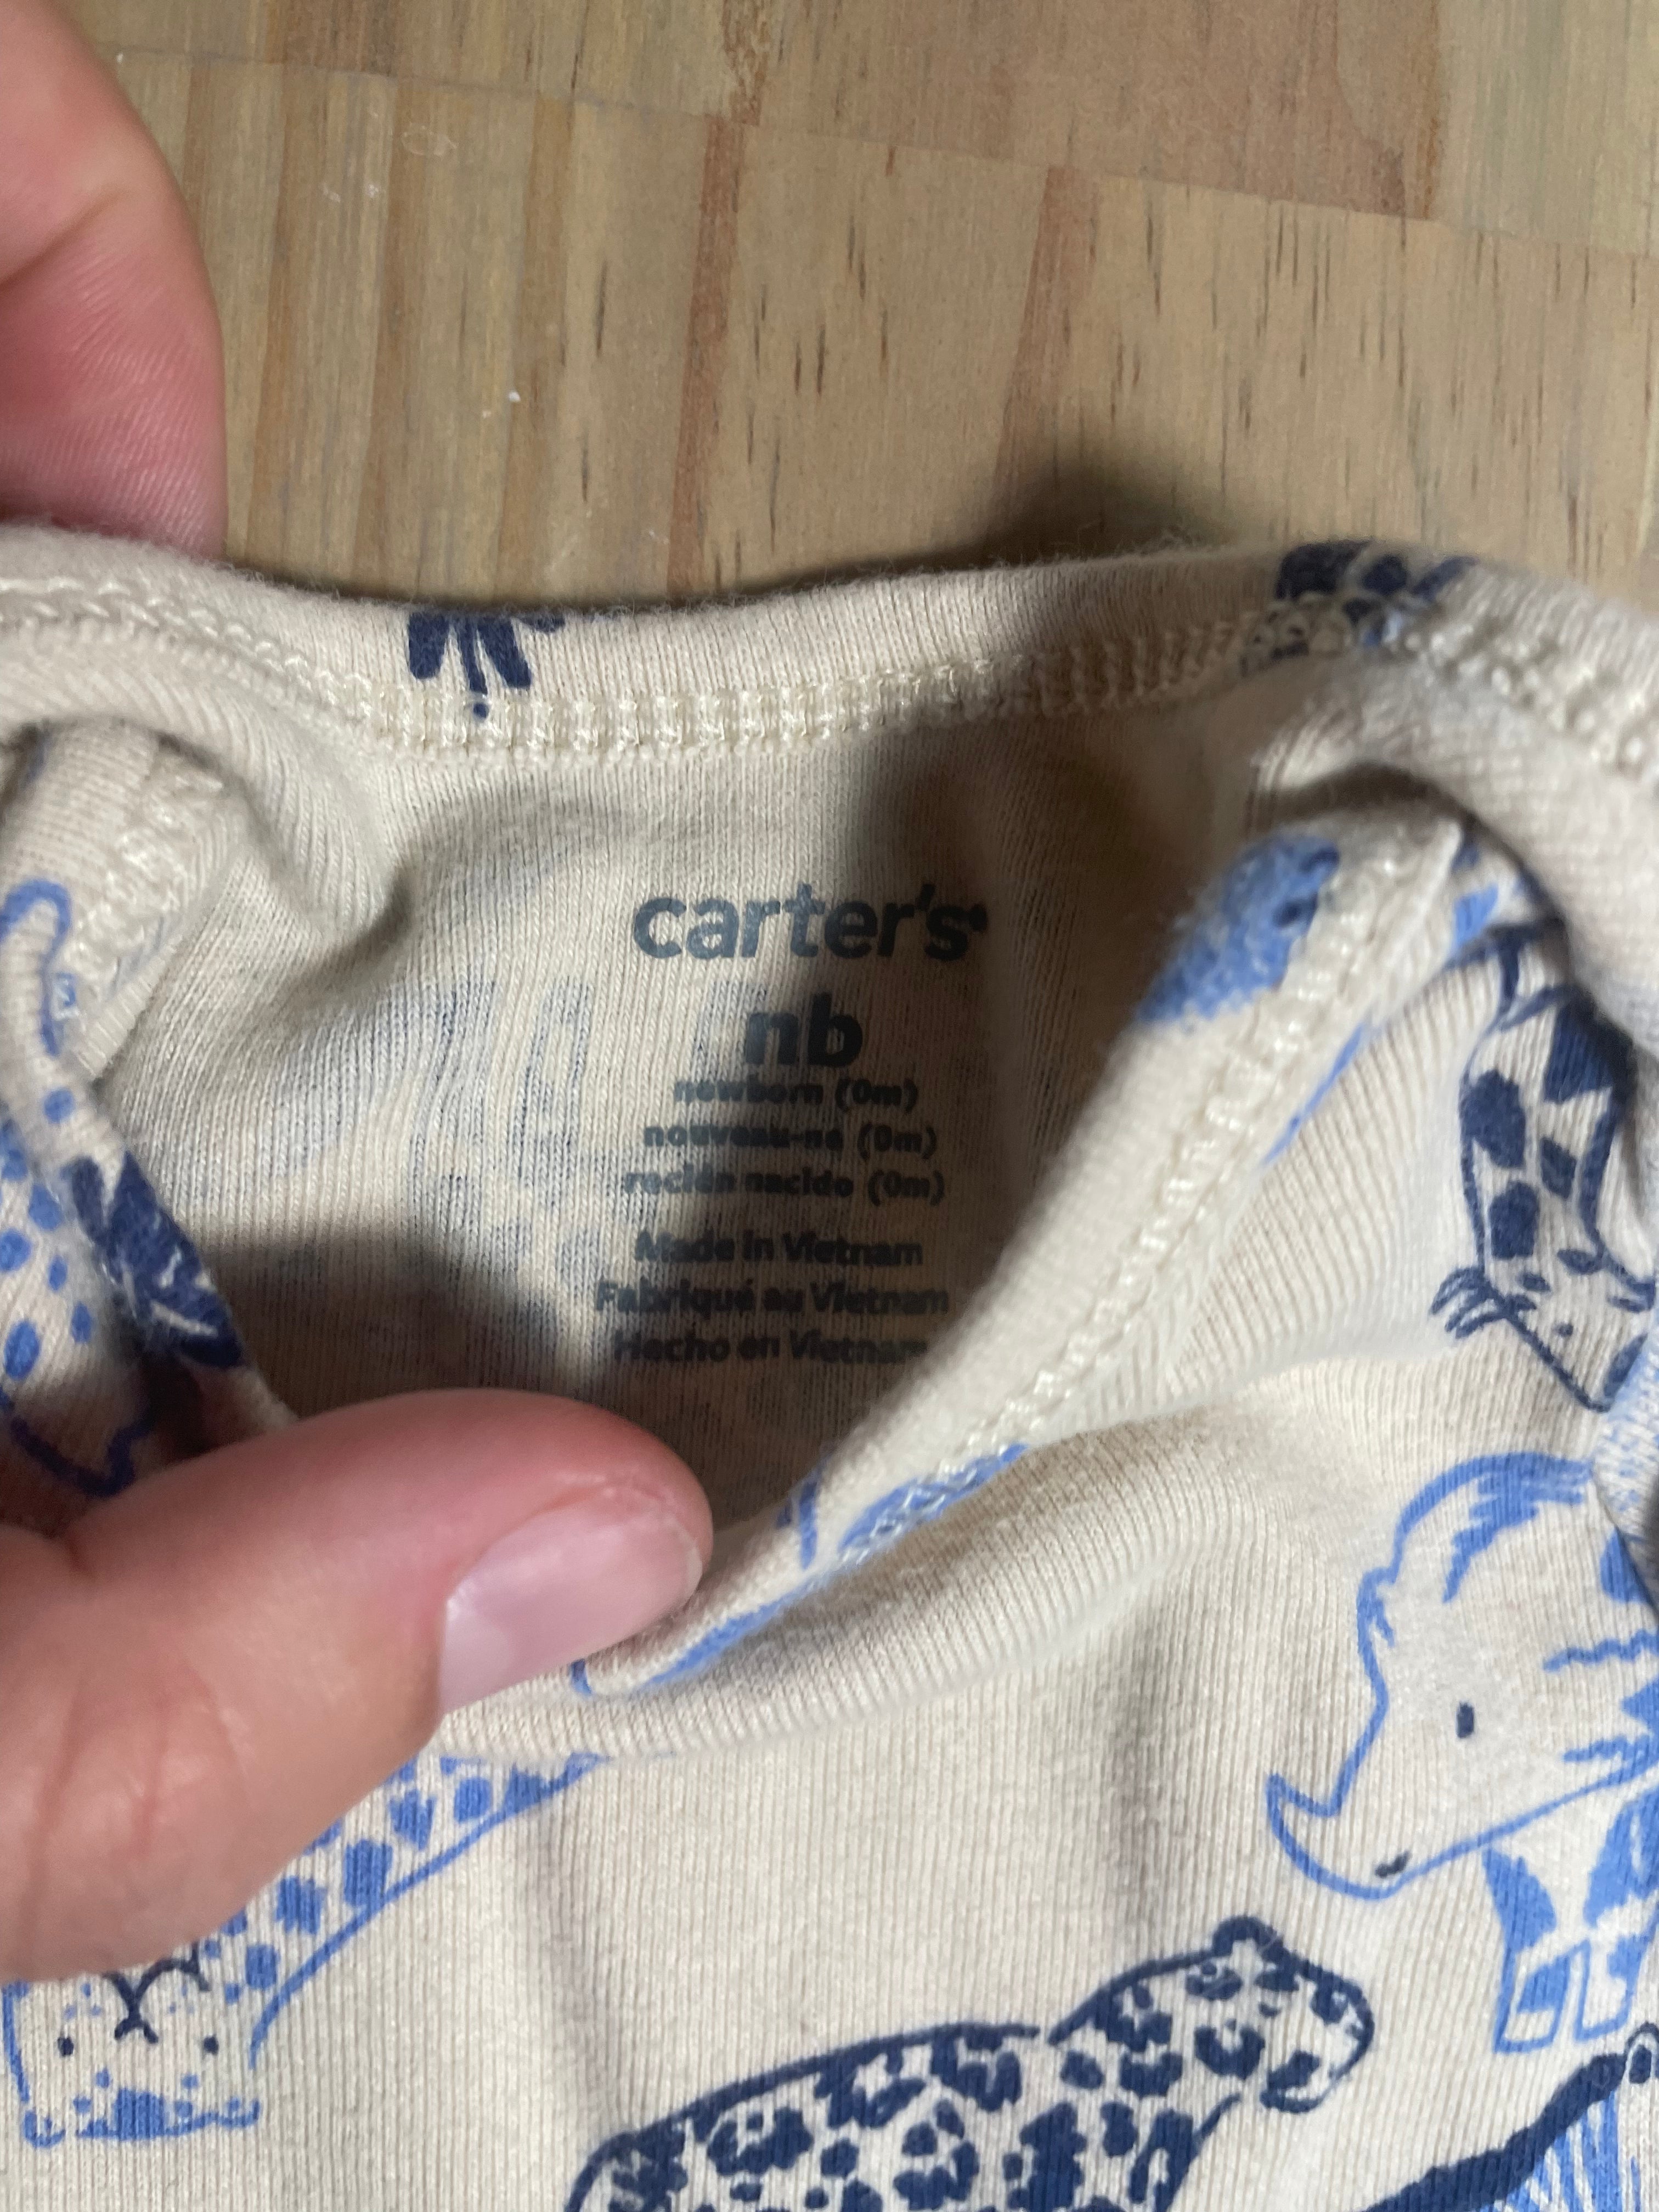 carter's
nb
newborn (0m)
nouveau-né (0m)
recién nacido (0m)
Made in Vietnam
Fabriqué au Vietnam
Hecho en Vietnam